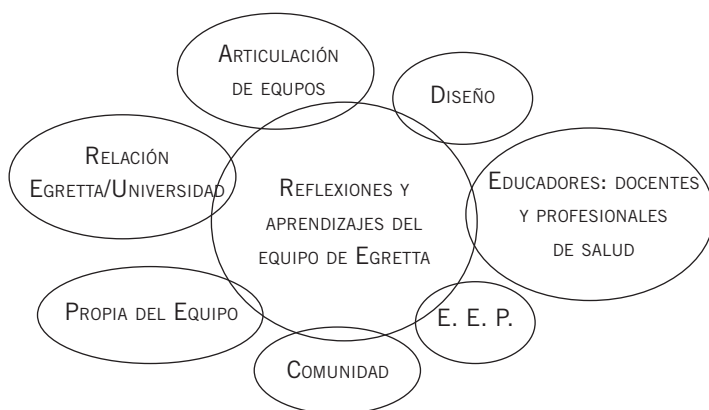 Articulación
de equpos
Diseño
Relación
Egretta/Universidad
Reflexiones y
aprendizajes del
equipo de Egretta
Educadores: docentes
y profesionales
de salud
Propia del Equipo
E. E. P.
Comunidad